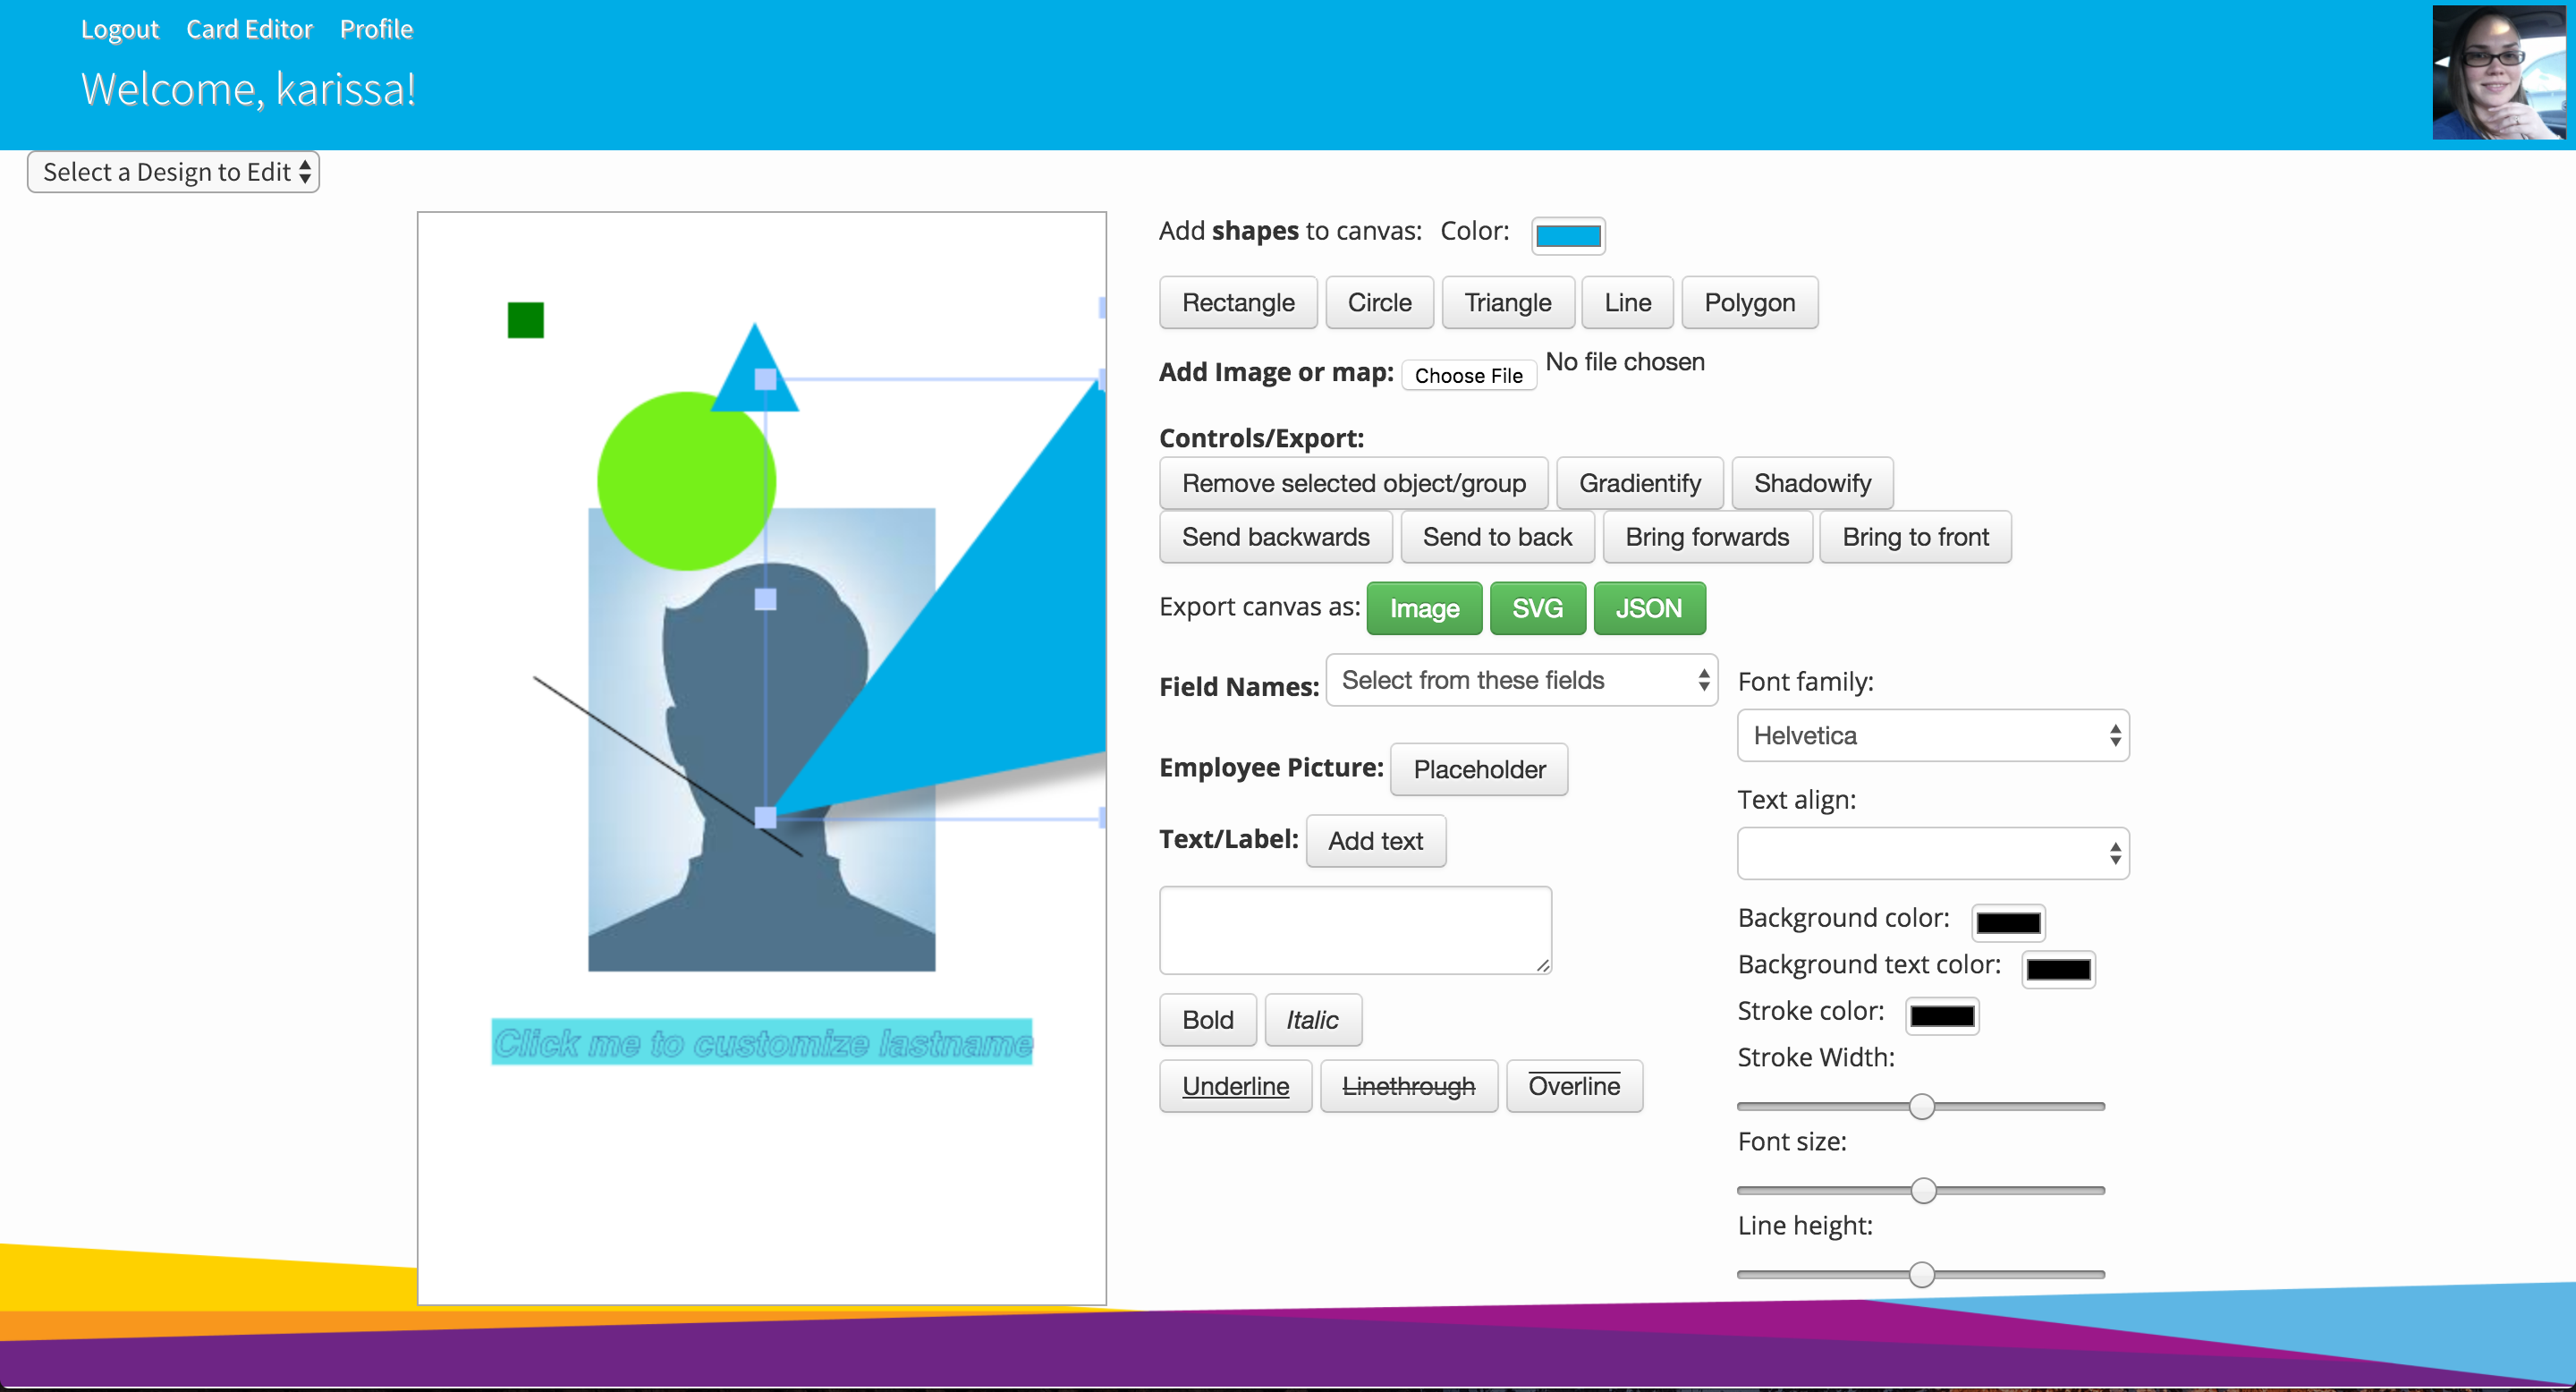 Logout Card Editor Profile
Welcome, karissa!
Select a Design to Edit
Add shapes to canvas: Color:
Rectangle Circle Triangle Line Polygon
Add Image or map: Choose File No file chosen
Controls/Export:
Remove selected object/group Gradientify Shadowify
Send backwards Send to back Bring forwards Bring to front
Export canvas as: Image SVG JSON
Field Names: Select from these fields
Employee Picture: Placeholder
Text/Label: Add text
Bold Italic
Underline Linethrough Overline
Font family:
Helvetica
Text align:
Background color:
Background text color:
Stroke color:
Stroke Width:
Font size:
Line height:
Click me to customize lastname